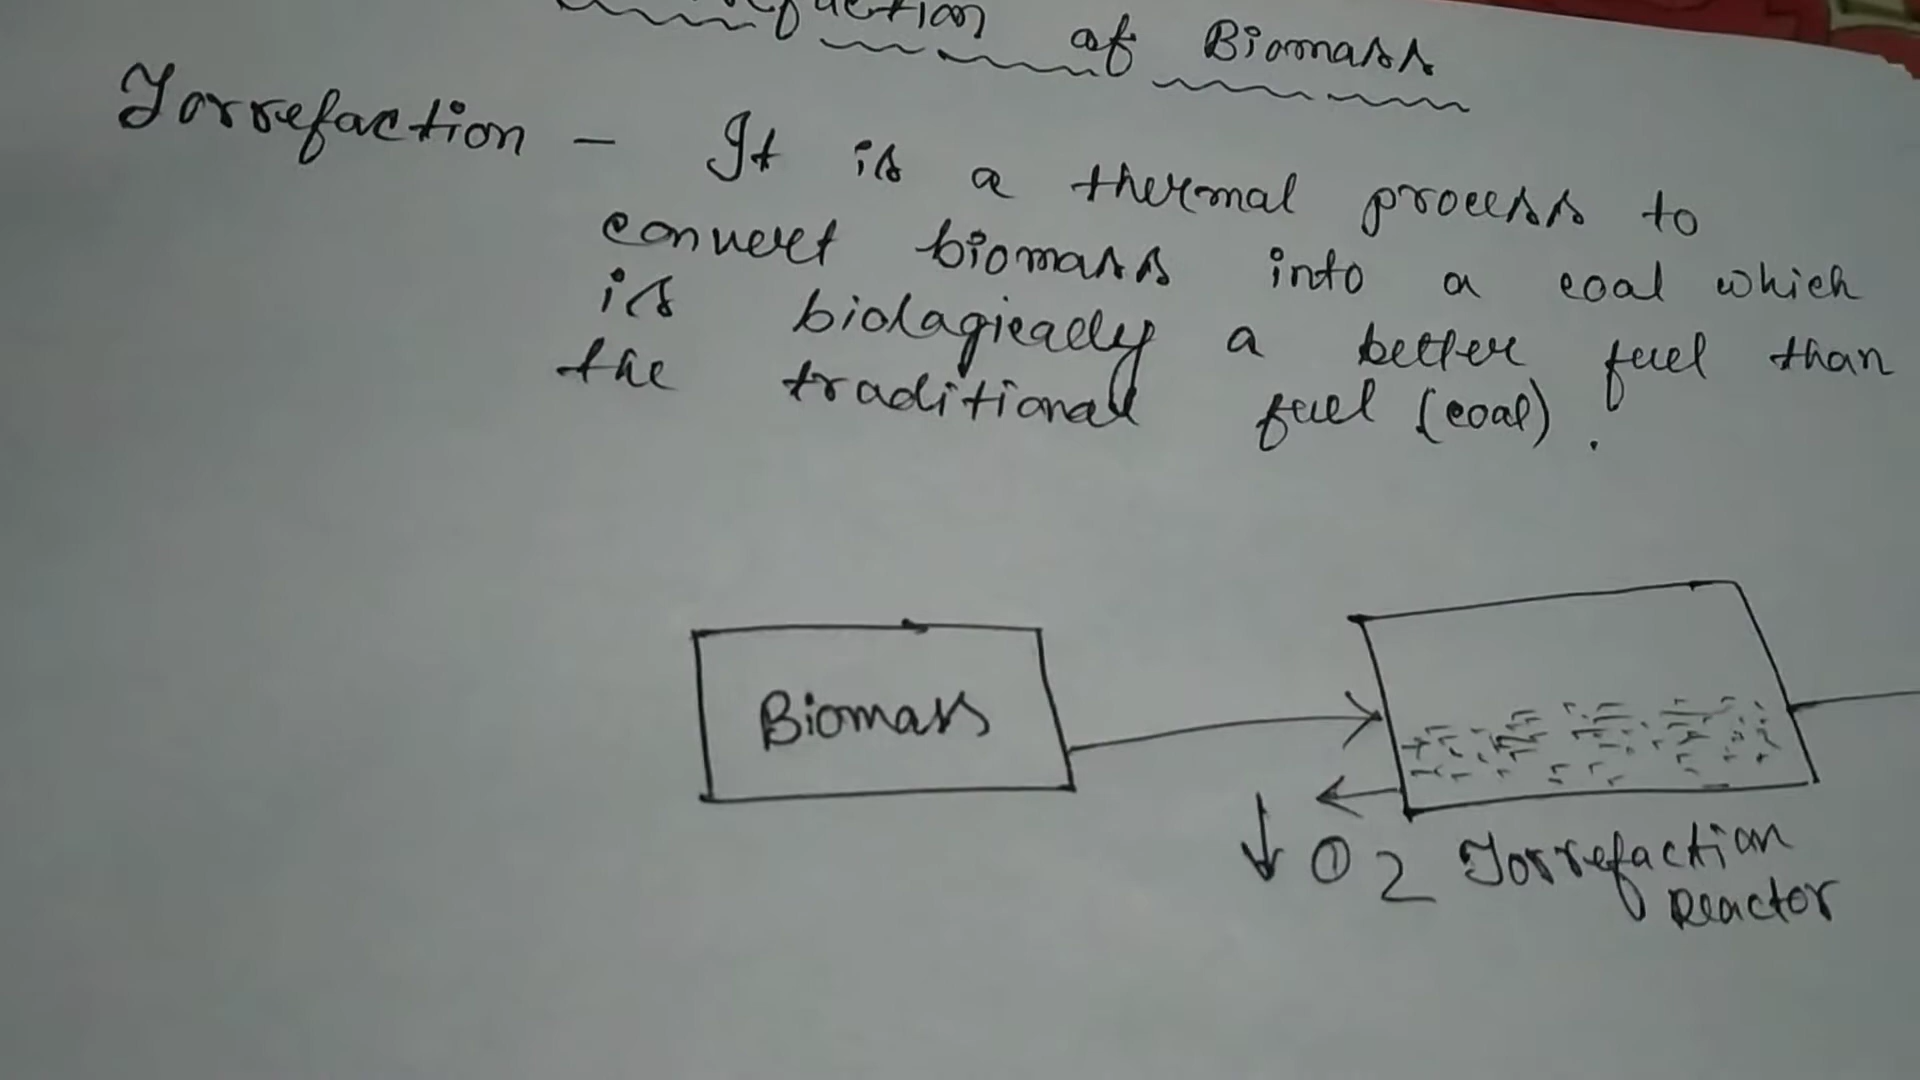 of Biomass
Torrefaction - It is a thermal process to
convert biomass into a coal which
is biologically a better fuel than
the traditional fuel (coal).
Biomass
↓ O2 Torrefaction
Reactor